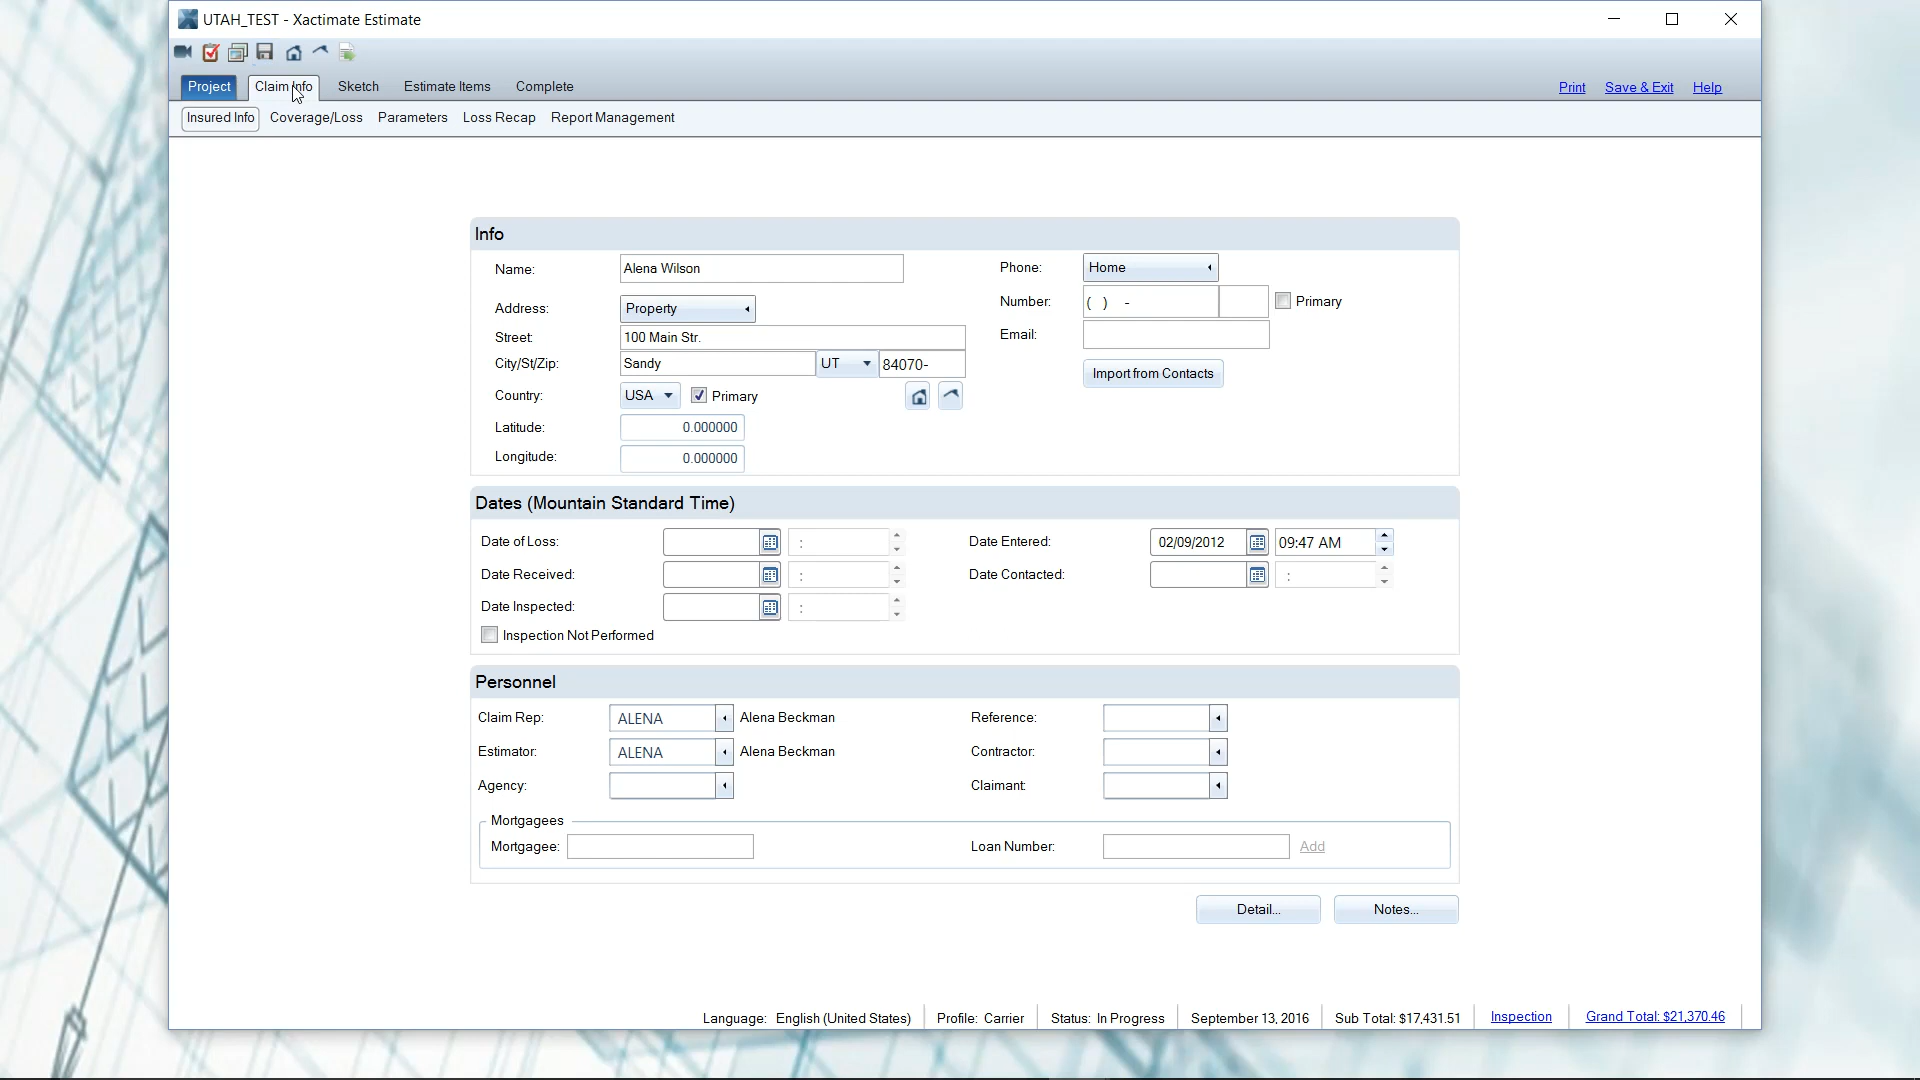 UTAH_TEST - Xactimate Estimate
Project Claim Info Sketch Estimate Items Complete Print Save & Exit Help
Insured Info Coverage/Loss Parameters Loss Recap Report Management
Info
Name: Alena Wilson Phone: Home
Number: ( ) - Primary
Address: Property
Street: 100 Main Str. Email:
City/St/Zip: Sandy UT 84070-
Import from Contacts
Country: USA Primary
Latitude: 0.000000
Longitude: 0.000000
Dates (Mountain Standard Time)
Date of Loss: : Date Entered: 02/09/2012 09:47 AM
Date Received: : Date Contacted: :
Date Inspected: :
Inspection Not Performed
Personnel
Claim Rep: ALENA Alena Beckman Reference:
Estimator: ALENA Alena Beckman Contractor:
Agency: Claimant:
Mortgagees
Mortgagee: Loan Number: Add
Detail... Notes...
Language: English (United States) Profile: Carrier Status: In Progress September 13, 2016 Sub Total: $17,431.51 Inspection Grand Total: $21,370.46